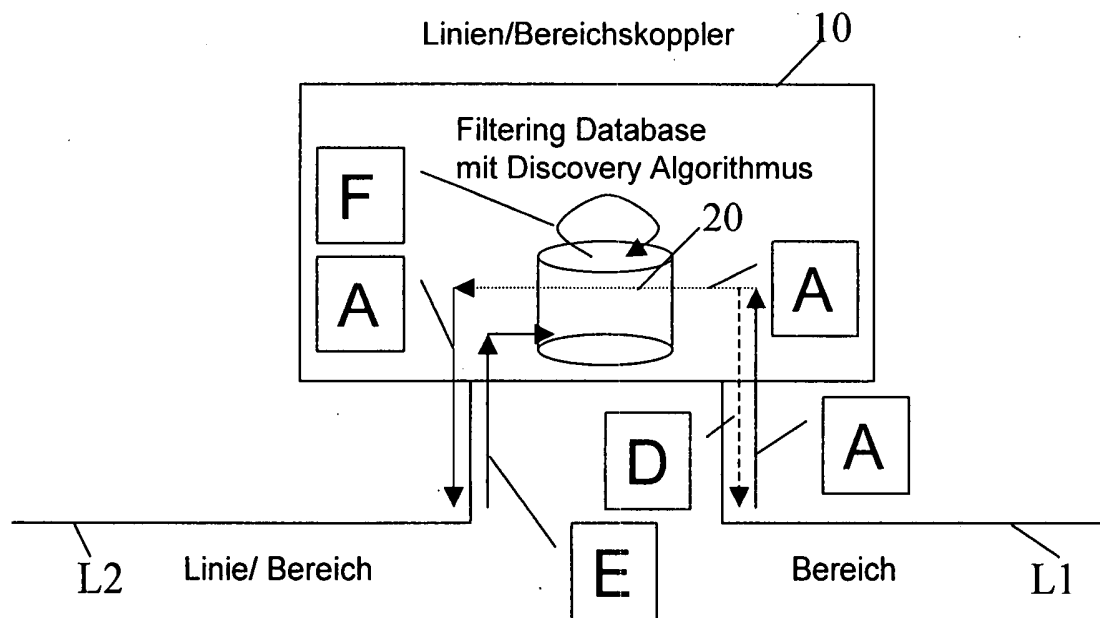 Linien/Bereichskoppler
10
Filtering Database
mit Discovery Algorithmus
F
20
A
A
D
A
L2
Linie/ Bereich
E
Bereich
L1